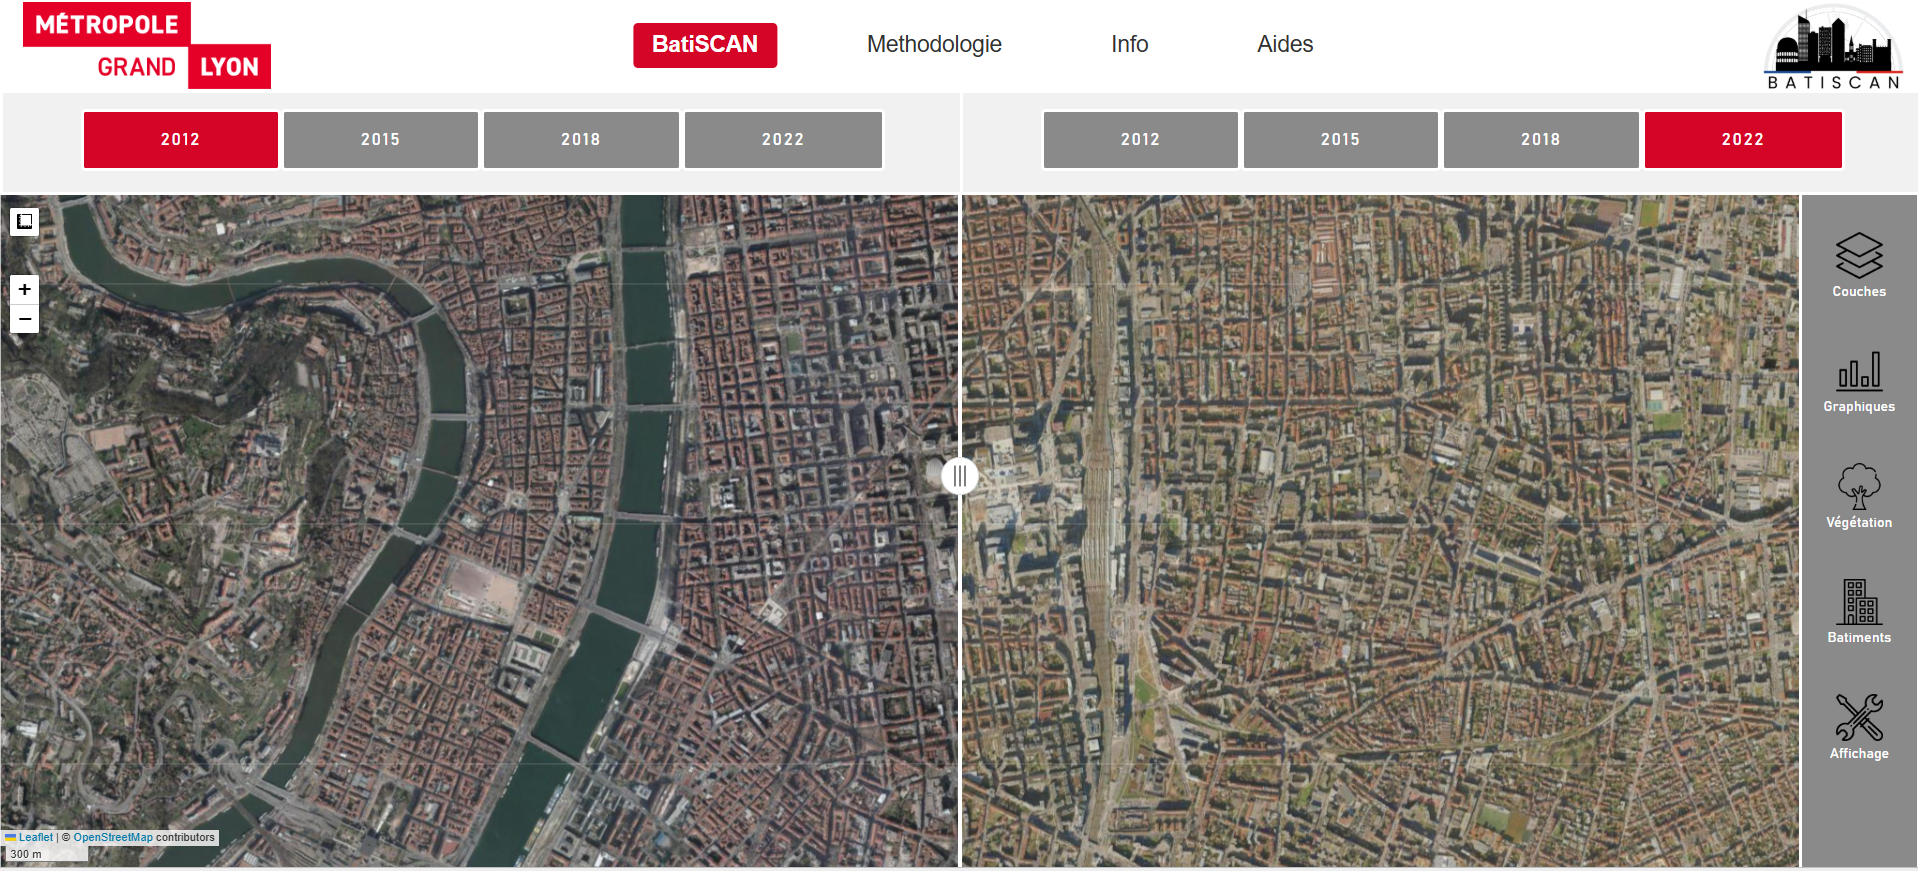 MÉTROPOLE
GRAND LYON
BatiSCAN
Methodologie
Info
Aides
BATISCAN
2012
2015
2018
2022
2012
2015
2018
2022
+
−
Couches
Graphiques
Végétation
Batiments
Affichage
Leaflet | © OpenStreetMap contributors
300 m